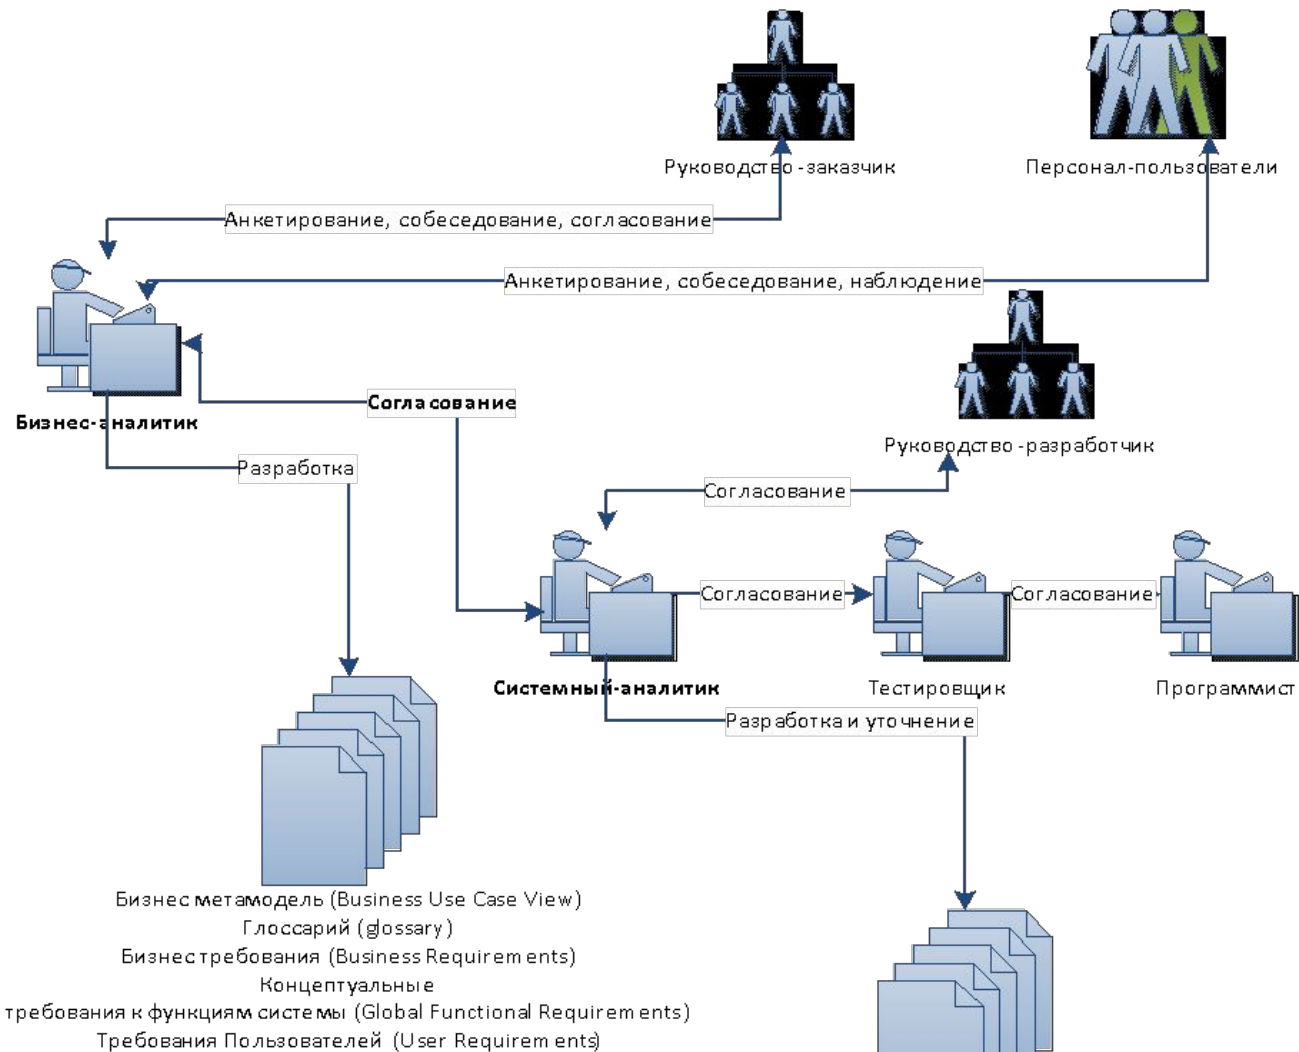 Руководство-заказчик
Персонал-пользователи
Анкетирование, собеседование, согласование
Анкетирование, собеседование, наблюдение
Согласование
Бизнес-аналитик
Руководство-разработчик
Разработка
Согласование
Согласование
Согласование
Системный-аналитик
Тестировщик
Программист
Разработка и уточнение
Бизнес метамодель (Business Use Case View)
Глоссарий (glossary)
Бизнес требования (Business Requirements)
Концептуальные
требования к функциям системы (Global Functional Requirements)
Требования Пользователей (User Requirements)